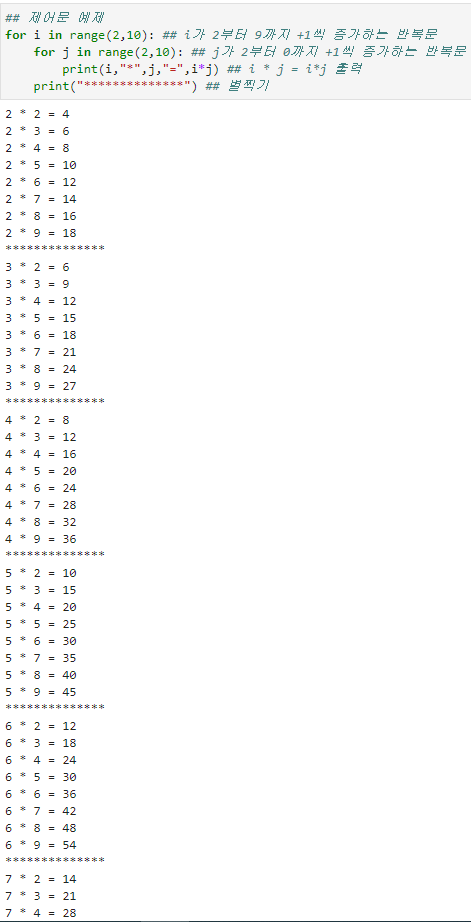 ## 제어문 예제
for i in range(2,10): ## i가 2부터 9까지 +1씩 증가하는 반복문
    for j in range(2,10): ## j가 2부터 0까지 +1씩 증가하는 반복문
        print(i,"*",j,"=",i*j) ## i * j = i*j 출력
    print("**************") ## 별찍기
2 * 2 = 4
2 * 3 = 6
2 * 4 = 8
2 * 5 = 10
2 * 6 = 12
2 * 7 = 14
2 * 8 = 16
2 * 9 = 18
**************
3 * 2 = 6
3 * 3 = 9
3 * 4 = 12
3 * 5 = 15
3 * 6 = 18
3 * 7 = 21
3 * 8 = 24
3 * 9 = 27
**************
4 * 2 = 8
4 * 3 = 12
4 * 4 = 16
4 * 5 = 20
4 * 6 = 24
4 * 7 = 28
4 * 8 = 32
4 * 9 = 36
**************
5 * 2 = 10
5 * 3 = 15
5 * 4 = 20
5 * 5 = 25
5 * 6 = 30
5 * 7 = 35
5 * 8 = 40
5 * 9 = 45
**************
6 * 2 = 12
6 * 3 = 18
6 * 4 = 24
6 * 5 = 30
6 * 6 = 36
6 * 7 = 42
6 * 8 = 48
6 * 9 = 54
**************
7 * 2 = 14
7 * 3 = 21
7 * 4 = 28